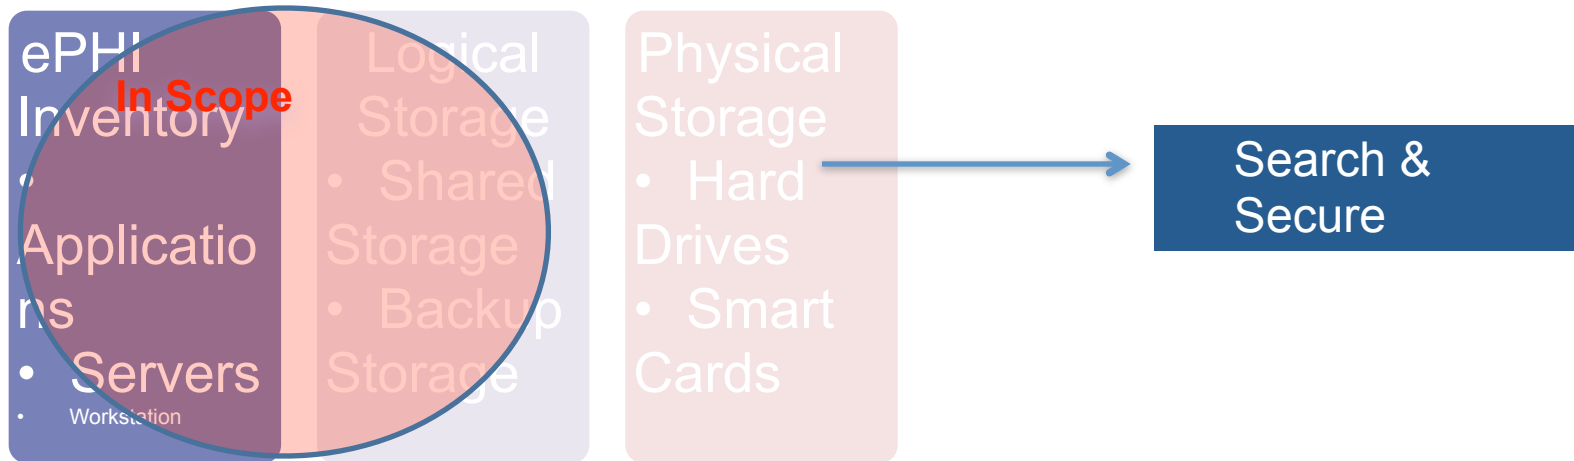 ePHI
Inventory
In Scope
•
Applicatio
ns
• Servers
• Workstation
Logical
Storage
• Shared
Storage
• Backup
Storage
Physical
Storage
• Hard
Drives
• Smart
Cards
Search &
Secure